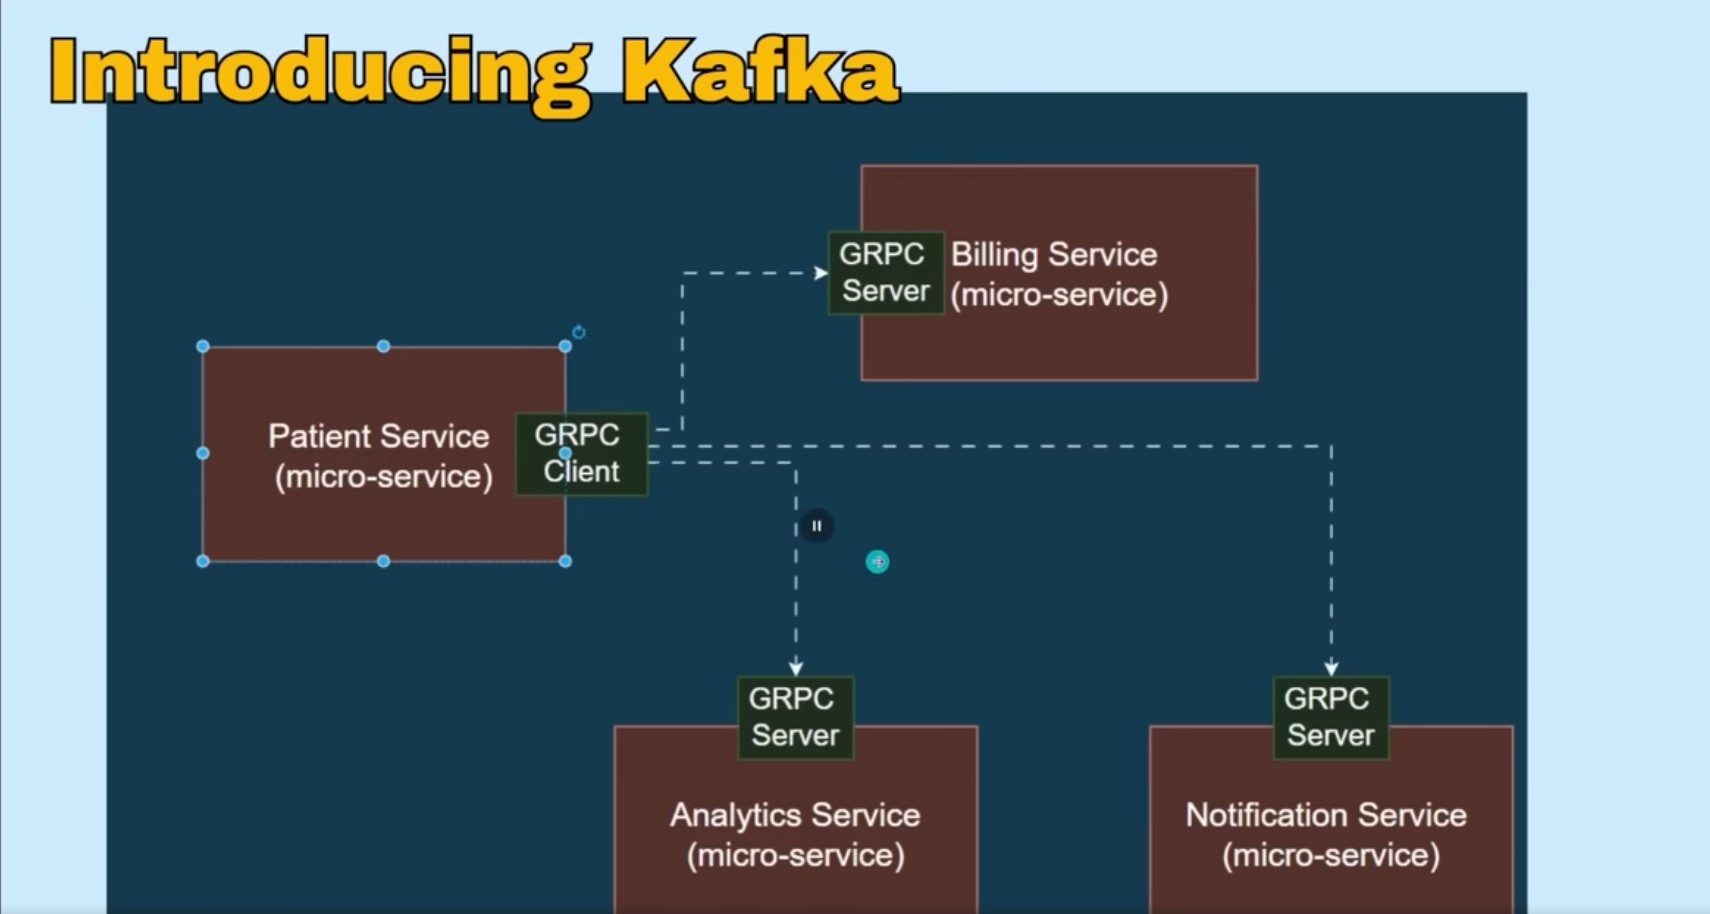 Introducing Kafka
GRPC
Server
Billing Service
(micro-service)
Patient Service
(micro-service)
GRPC
Client
GRPC
Server
Analytics Service
(micro-service)
GRPC
Server
Notification Service
(micro-service)